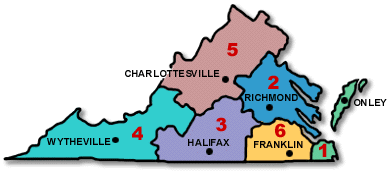 5
CHARLOTTESVILLE
2
RICHMOND
ONLEY
4
WYTHEVILLE
3
HALIFAX
6
FRANKLIN
1